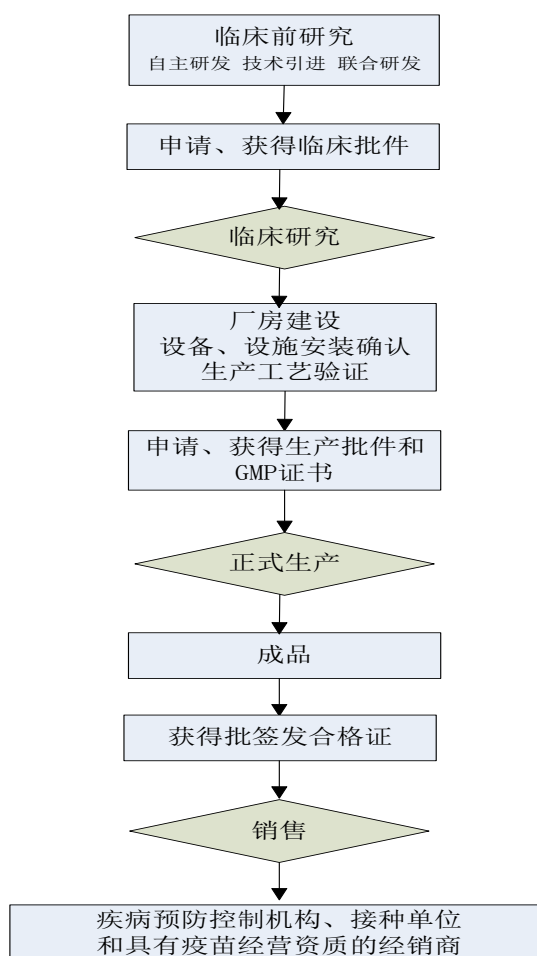 临床前研究
自主研发 技术引进 联合研发
申请、获得临床批件
临床研究
厂房建设
设备、设施安装确认
生产工艺验证
申请、获得生产批件和
GMP证书
正式生产
成品
获得批签发合格证
销售
疾病预防控制机构、接种单位
和具有疫苗经营资质的经销商